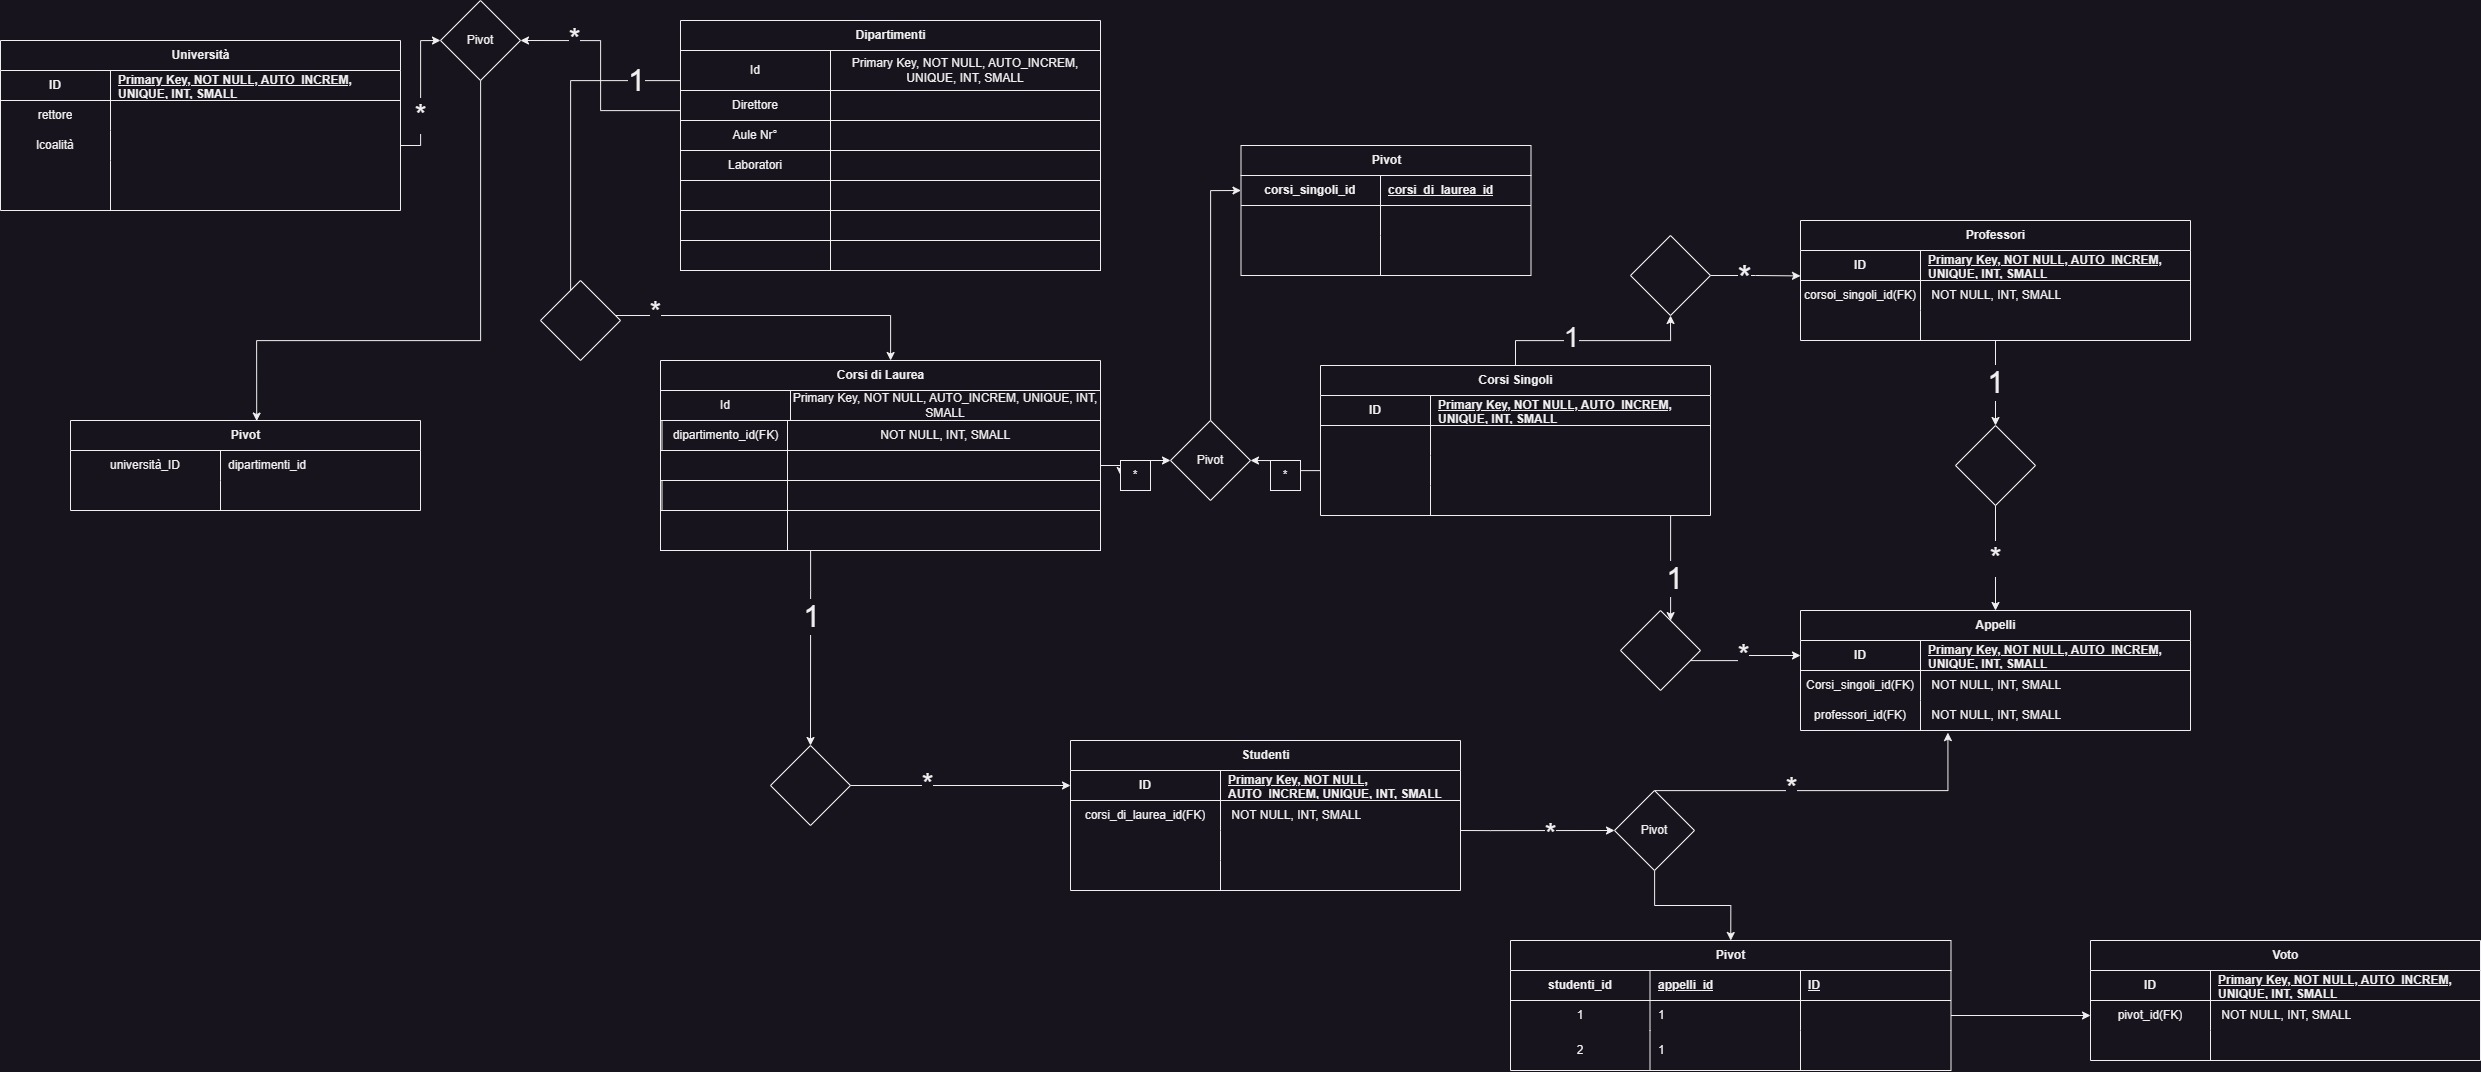 Università
ID
Primary Key, NOT NULL, AUTO_INCREM,
UNIQUE, INT, SMALL
rettore
lcoalità
*
Pivot
*
1
Dipartimenti
Id
Primary Key, NOT NULL, AUTO_INCREM,
UNIQUE, INT, SMALL
Direttore
Aule Nr°
Laboratori
Pivot
università_ID
dipartimenti_id
*
Corsi di Laurea
Id
Primary Key, NOT NULL, AUTO_INCREM, UNIQUE, INT,
SMALL
dipartimento_id(FK)
NOT NULL, INT, SMALL
*
Pivot
*
Pivot
corsi_singoli_id
corsi_di_laurea_id
Corsi Singoli
ID
Primary Key, NOT NULL, AUTO_INCREM,
UNIQUE, INT, SMALL
1
*
Professori
ID
Primary Key, NOT NULL, AUTO_INCREM,
UNIQUE, INT, SMALL
corsoi_singoli_id(FK)
NOT NULL, INT, SMALL
1
*
1
*
Appelli
ID
Primary Key, NOT NULL, AUTO_INCREM,
UNIQUE, INT, SMALL
Corsi_singoli_id(FK)
NOT NULL, INT, SMALL
professori_id(FK)
NOT NULL, INT, SMALL
1
*
Studenti
ID
Primary Key, NOT NULL,
AUTO_INCREM, UNIQUE, INT, SMALL
corsi_di_laurea_id(FK)
NOT NULL, INT, SMALL
*
Pivot
*
Pivot
studenti_id
appelli_id
ID
1
1
2
1
Voto
ID
Primary Key, NOT NULL, AUTO_INCREM,
UNIQUE, INT, SMALL
pivot_id(FK)
NOT NULL, INT, SMALL